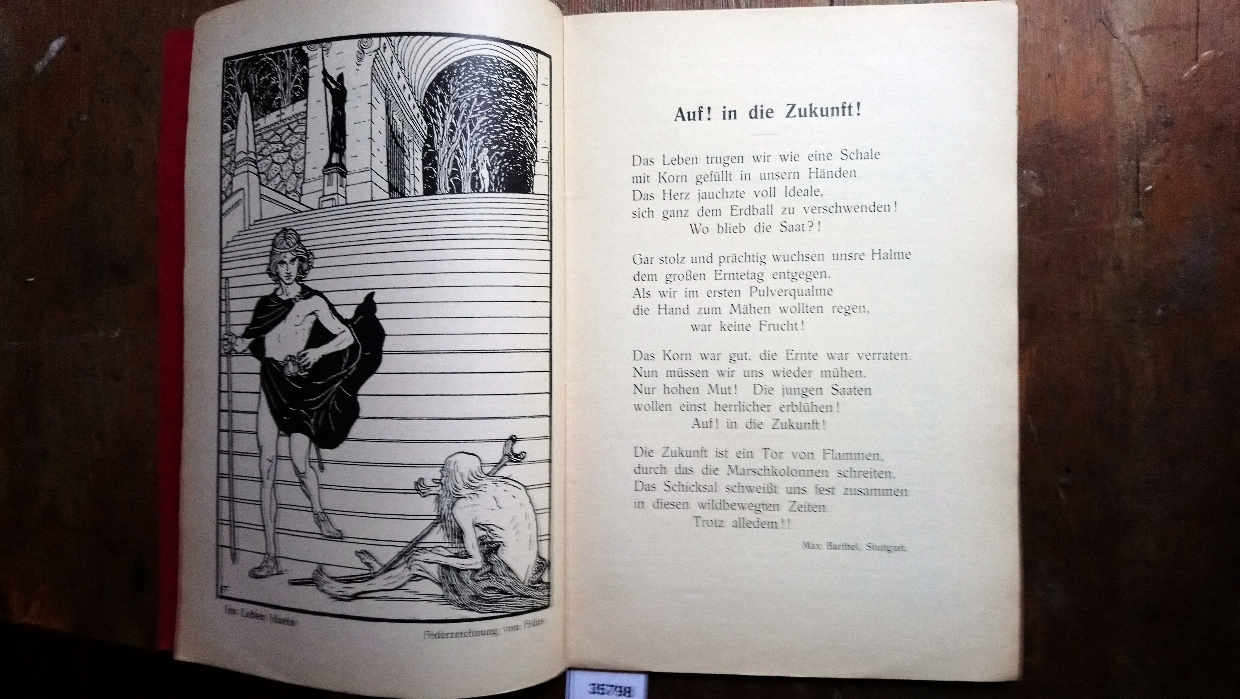 Ins Leben hinein
Federzeichnung von Fidus
Auf! in die Zukunft!
Das Leben trugen wir wie eine Schale
mit Korn gefüllt in unsern Händen
Das Herz jauchzte voll Ideale,
sich ganz dem Erdball zu verschwenden!
Wo blieb die Saat?!
Gar stolz und prächtig wuchsen unsre Halme
dem großen Erntetag entgegen.
Als wir im ersten Pulverqualme
die Hand zum Mähen wollten regen,
war keine Frucht!
Das Korn war gut, die Ernte war verraten.
Nun müssen wir uns wieder mühen.
Nur hohen Mut! Die jungen Saaten
wollen einst herrlicher erblühen!
Auf! in die Zukunft!
Die Zukunft ist ein Tor von Flammen,
durch das die Marschkolonnen schreiten.
Das Schicksal schweißt uns fest zusammen
in diesen wildbewegten Zeiten.
Trotz alledem!!
Max Barthel, Stuttgart.
35798